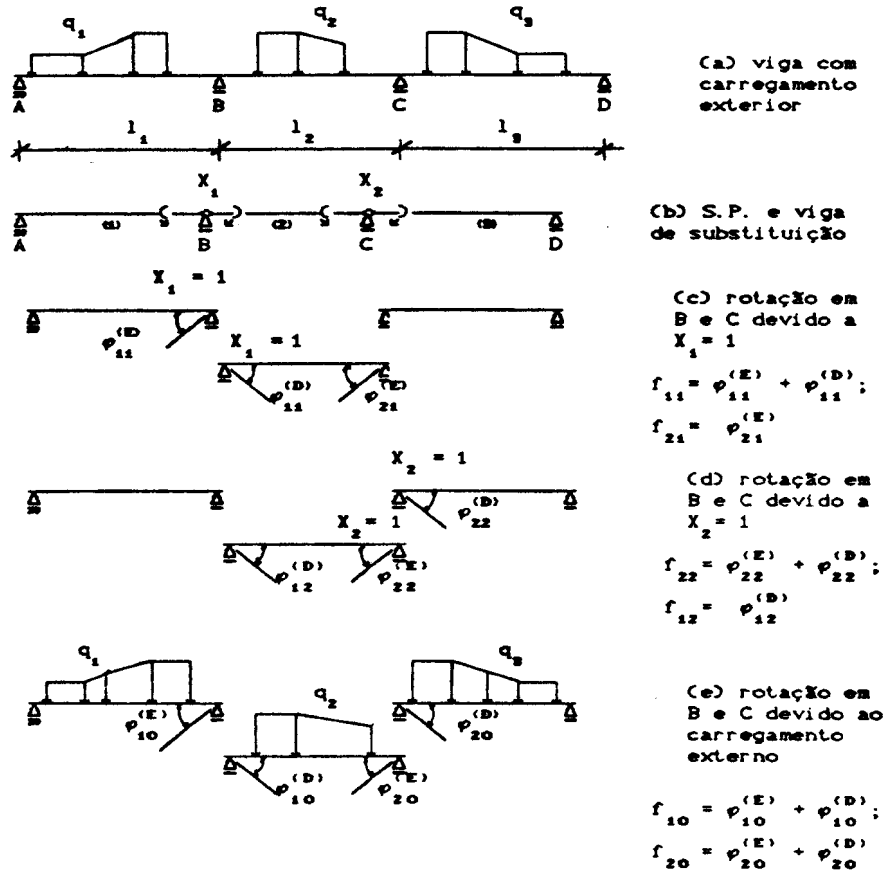 q₁ q₂ q₃
A B C D
(a) viga com
carregamento
exterior
l₁ l₂ l₃
X₁ X₂
(1) (2) (3)
A B C D
(b) S.P. e viga
de substituição
X₁ = 1
φ₁₁⁽ᴱ⁾
X₁ = 1
φ₁₁⁽ᴰ⁾ φ₂₁⁽ᴱ⁾
(c) rotação em
B e C devido a
X₁ = 1
f₁₁ = φ₁₁⁽ᴱ⁾ + φ₁₁⁽ᴰ⁾;
f₂₁ = φ₂₁⁽ᴱ⁾
X₂ = 1
φ₂₂⁽ᴰ⁾
X₂ = 1
φ₁₂⁽ᴰ⁾ φ₂₂⁽ᴱ⁾
(d) rotação em
B e C devido a
X₂ = 1
f₂₂ = φ₂₂⁽ᴱ⁾ + φ₂₂⁽ᴰ⁾;
f₁₂ = φ₁₂⁽ᴰ⁾
q₁ q₂ q₃
φ₁₀⁽ᴱ⁾ φ₂₀⁽ᴰ⁾
φ₁₀⁽ᴰ⁾ φ₂₀⁽ᴱ⁾
(e) rotação em
B e C devido ao
carregamento
externo
f₁₀ = φ₁₀⁽ᴱ⁾ + φ₁₀⁽ᴰ⁾;
f₂₀ = φ₂₀⁽ᴱ⁾ + φ₂₀⁽ᴰ⁾